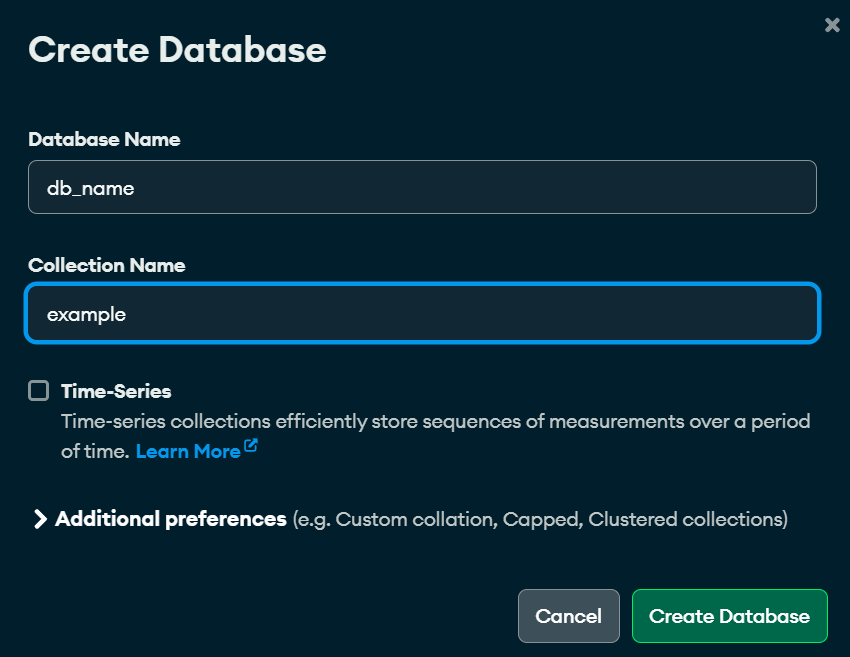 Create Database
Database Name
db_name
Collection Name
example
Time-Series
Time-series collections efficiently store sequences of measurements over a period
of time. Learn More
Additional preferences (e.g. Custom collation, Capped, Clustered collections)
Cancel
Create Database